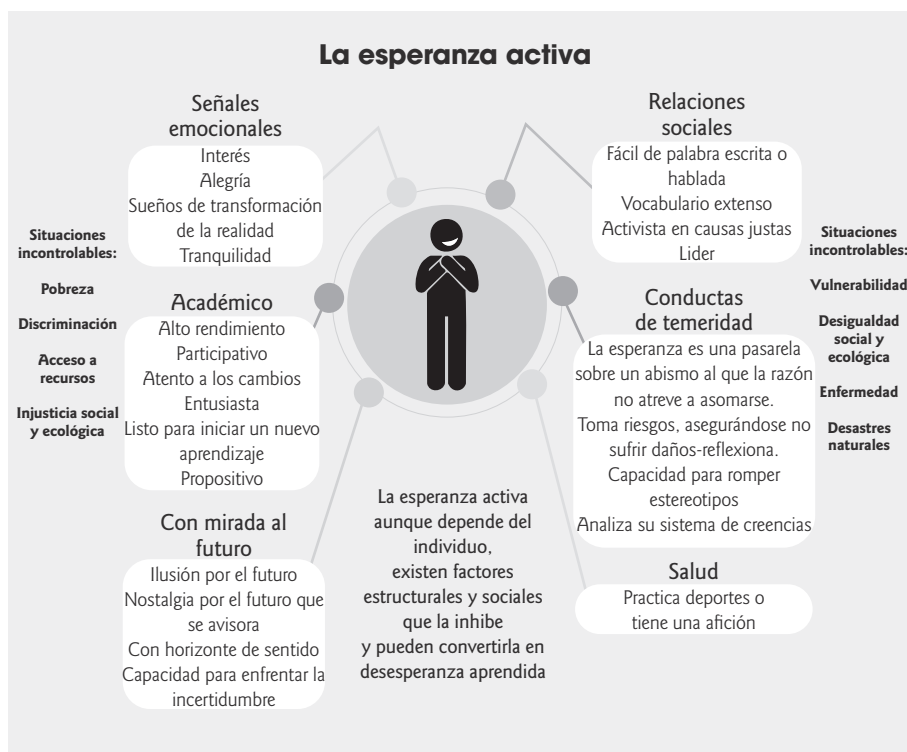 La esperanza activa
Señales
emocionales
Interés
Alegría
Sueños de transformación
de la realidad
Tranquilidad
Situaciones
incontrolables:
Pobreza
Discriminación
Acceso a
recursos
Injusticia social
y ecológica
Académico
Alto rendimiento
Participativo
Atento a los cambios
Entusiasta
Listo para iniciar un nuevo
aprendizaje
Propositivo
Con mirada al
futuro
Ilusión por el futuro
Nostalgia por el futuro que
se avisora
Con horizonte de sentido
Capacidad para enfrentar la
incertidumbre
La esperanza activa
aunque depende del
individuo,
existen factores
estructurales y sociales
que la inhibe
y pueden convertirla en
desesperanza aprendida
Relaciones
sociales
Fácil de palabra escrita o
hablada
Vocabulario extenso
Activista en causas justas
Lider
Conductas
de temeridad
La esperanza es una pasarela
sobre un abismo al que la razón
no atreve a asomarse.
Toma riesgos, asegurándose no
sufrir daños-reflexiona.
Capacidad para romper
estereotipos
Analiza su sistema de creencias
Salud
Practica deportes o
tiene una afición
Situaciones
incontrolables:
Vulnerabilidad
Desigualdad
social y
ecológica
Enfermedad
Desastres
naturales